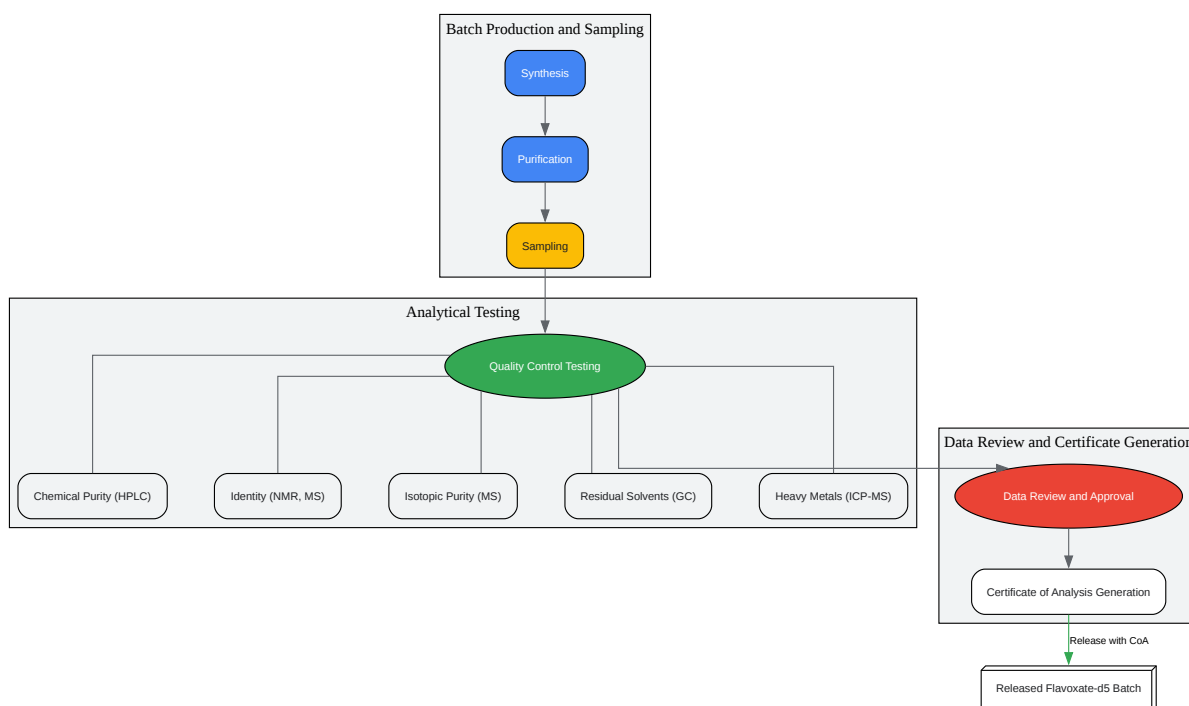 Batch Production and Sampling
Synthesis
Purification
Sampling
Analytical Testing
Quality Control Testing
Chemical Purity (HPLC)
Identity (NMR, MS)
Isotopic Purity (MS)
Residual Solvents (GC)
Heavy Metals (ICP-MS)
Data Review and Certificate Generation
Data Review and Approval
Certificate of Analysis Generation
Release with CoA
Released Flavoxate-d5 Batch